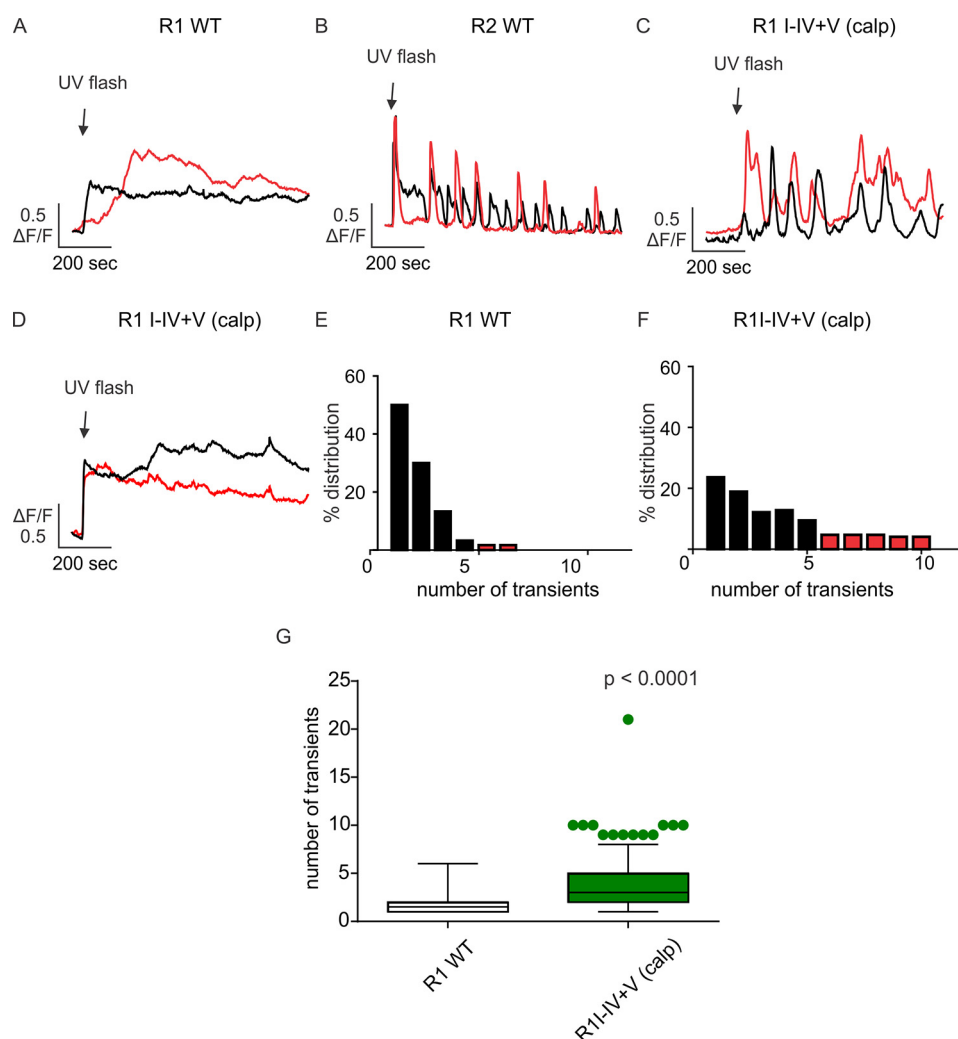 A
R1 WT
UV flash
0.5
ΔF/F
200 sec
B
R2 WT
UV flash
0.5
ΔF/F
200 sec
C
R1 I-IV+V (calp)
UV flash
0.5
ΔF/F
200 sec
D
R1 I-IV+V (calp)
UV flash
ΔF/F
0.5
200 sec
E
R1 WT
% distribution
60
40
20
0
5
10
number of transients
F
R1I-IV+V (calp)
% distribution
60
40
20
0
5
10
number of transients
G
p < 0.0001
number of transients
25
20
15
10
5
0
R1 WT
R1I-IV+V (calp)